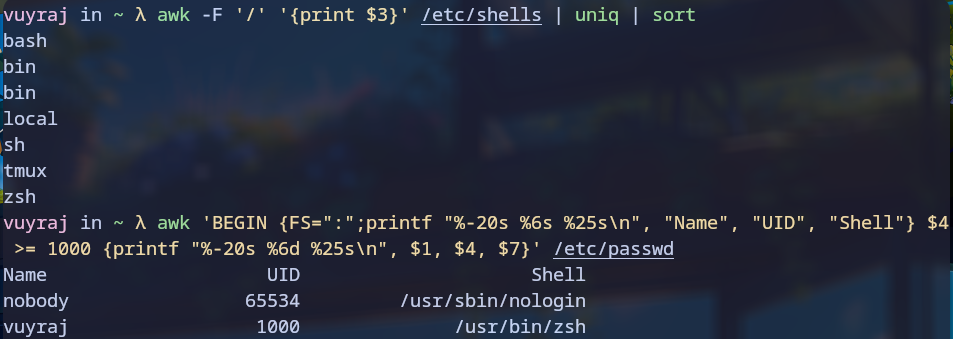 vuyraj in ~ λ awk -F '/' '{print $3}' /etc/shells | uniq | sort
bash
bin
bin
local
sh
tmux
zsh
vuyraj in ~ λ awk 'BEGIN {FS=":";printf "%-20s %6s %25s\n", "Name", "UID", "Shell"} $4
 >= 1000 {printf "%-20s %6d %25s\n", $1, $4, $7}' /etc/passwd
Name                    UID                     Shell
nobody                65534         /usr/sbin/nologin
vuyraj                 1000              /usr/bin/zsh